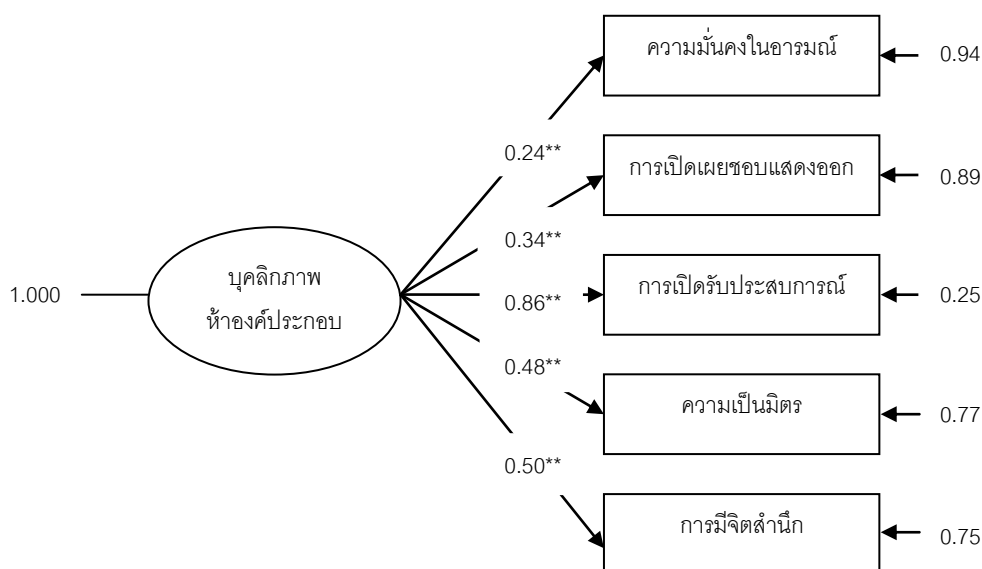 ความมั่นคงในอารมณ์
0.94
0.24**
การเปิดเผยชอบแสดงออก
0.89
0.34**
บุคลิกภาพ
ห้าองค์ประกอบ
1.000
0.86**
การเปิดรับประสบการณ์
0.25
0.48**
ความเป็นมิตร
0.77
0.50**
การมีจิตสำนึก
0.75